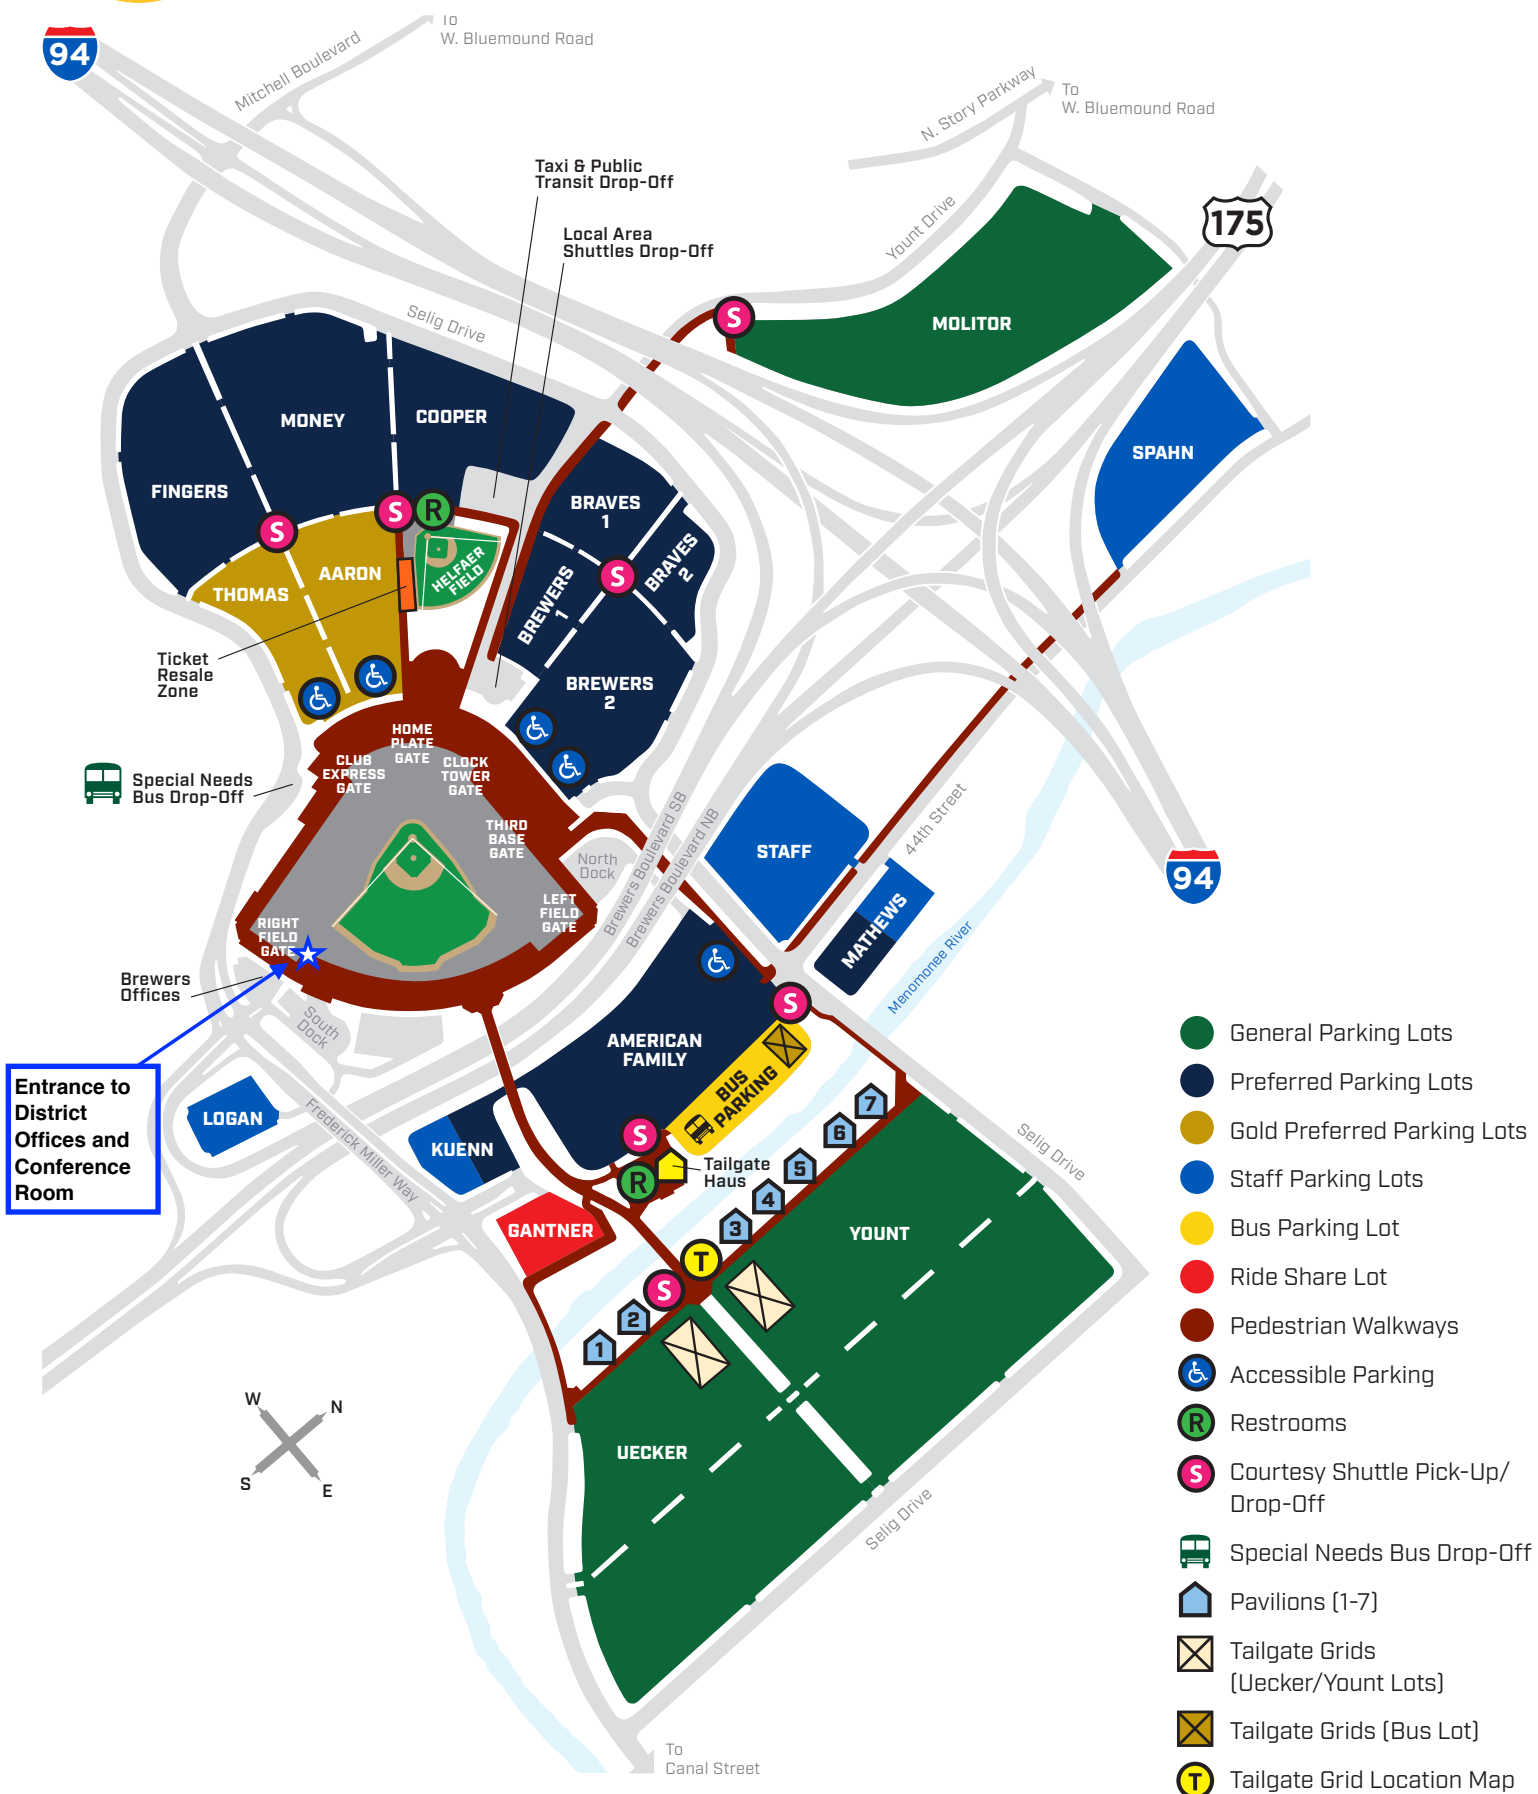 94
To
W. Bluemound Road
Mitchell Boulevard
N. Story Parkway
To
W. Bluemound Road
Taxi & Public
Transit Drop-Off
Local Area
Shuttles Drop-Off
Yount Drive
175
Selig Drive
S
MOLITOR
SPAHN
FINGERS
MONEY
COOPER
S
S
R
BRAVES
1
BRAVES
2
S
BREWERS
1
BREWERS
2
THOMAS
AARON
HELFAER
FIELD
Ticket
Resale
Zone
Special Needs
Bus Drop-Off
HOME
PLATE
GATE
CLUB
EXPRESS
GATE
CLOCK
TOWER
GATE
THIRD
BASE
GATE
LEFT
FIELD
GATE
RIGHT
FIELD
GATE
North
Dock
South
Dock
Brewers Boulevard SB
Brewers Boulevard NB
44th Street
STAFF
MATHEWS
Menomonee River
94
Brewers
Offices
Entrance to
District
Offices and
Conference
Room
LOGAN
Frederick Miller Way
KUENN
AMERICAN
FAMILY
S
BUS
PARKING
S
R
Tailgate
Haus
GANTNER
7
6
5
4
3
T
S
2
1
Selig Drive
YOUNT
UECKER
Selig Drive
To
Canal Street
W
N
S
E
General Parking Lots
Preferred Parking Lots
Gold Preferred Parking Lots
Staff Parking Lots
Bus Parking Lot
Ride Share Lot
Pedestrian Walkways
Accessible Parking
R Restrooms
S Courtesy Shuttle Pick-Up/
Drop-Off
Special Needs Bus Drop-Off
Pavilions (1-7)
Tailgate Grids
(Uecker/Yount Lots)
Tailgate Grids (Bus Lot)
T Tailgate Grid Location Map